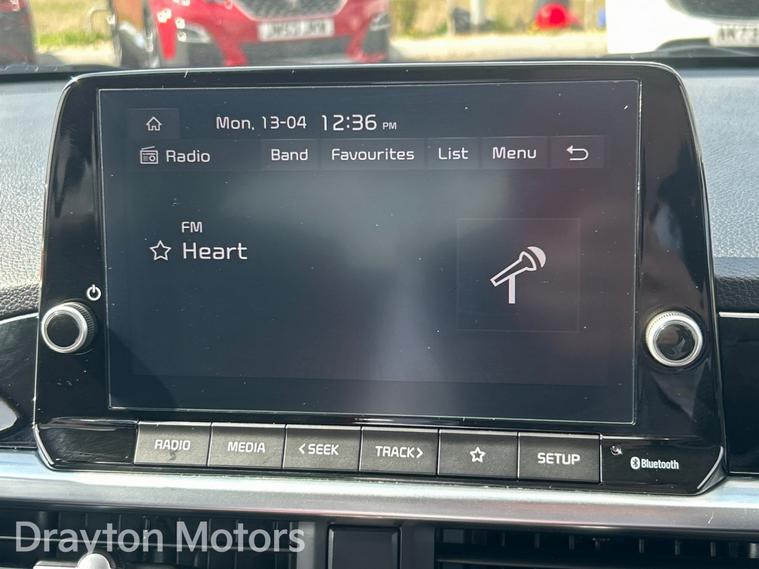 Mon, 13-04 12:36 PM
Radio Band Favourites List Menu
FM
Heart
RADIO MEDIA <SEEK TRACK> SETUP Bluetooth
Drayton Motors